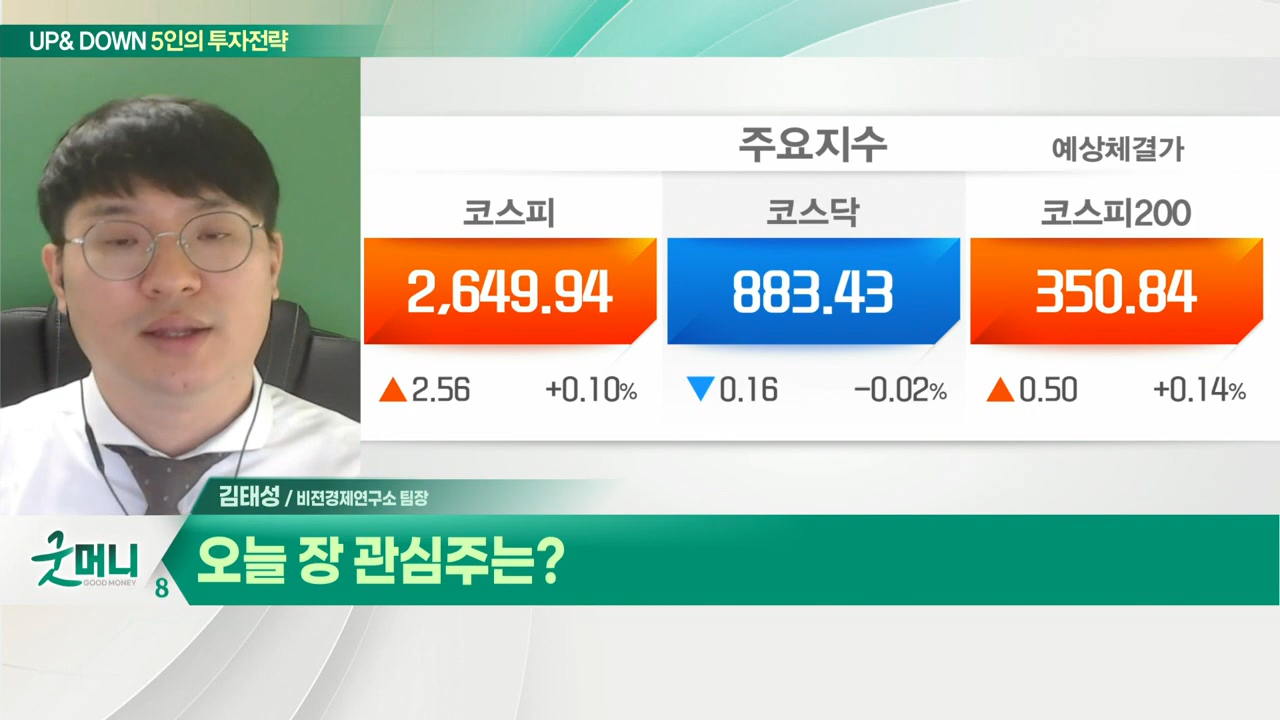 UP& DOWN 5인의 투자전략
주요지수 예상체결가
코스피 코스닥 코스피200
2,649.94 883.43 350.84
▲2.56 +0.10% ▼0.16 -0.02% ▲0.50 +0.14%
김태성 / 비젼경제연구소 팀장
굿머니
GOOD MONEY
8
오늘 장 관심주는?